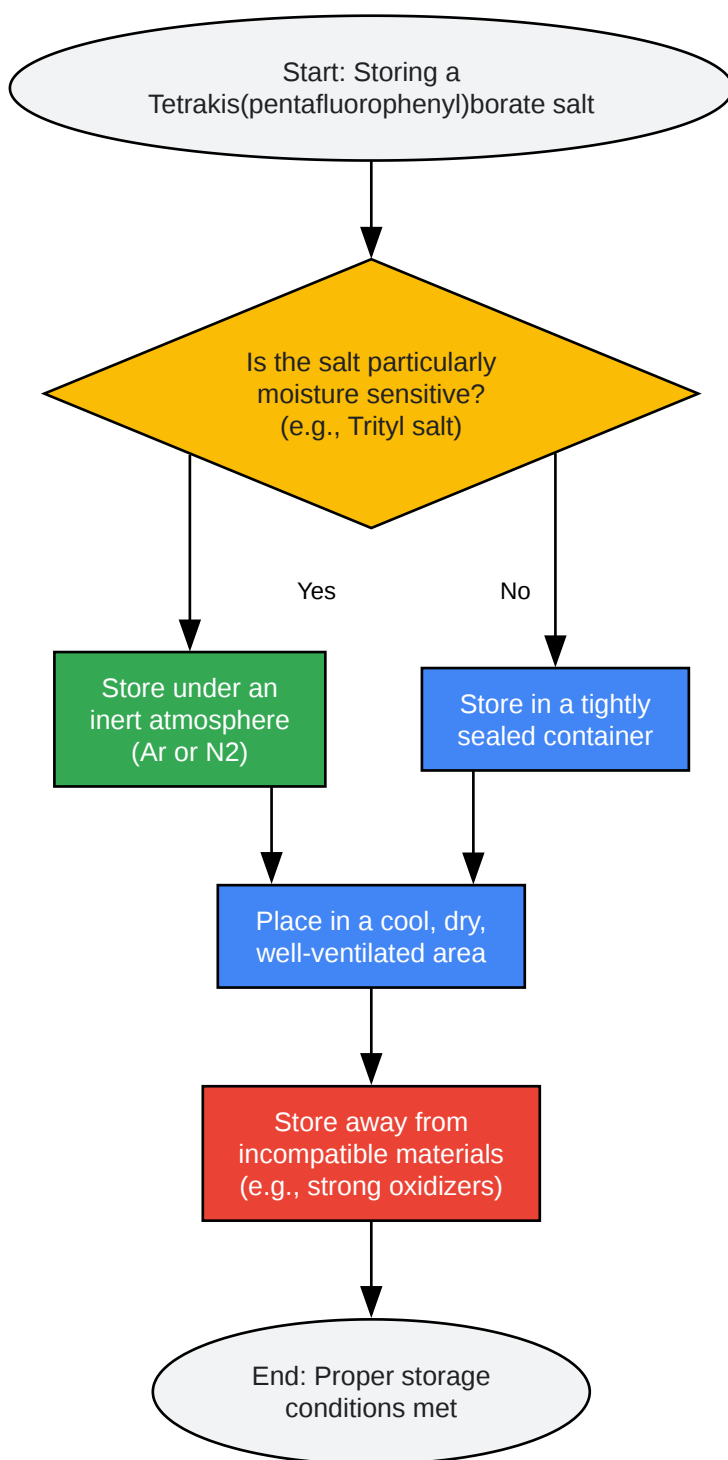 Start: Storing a
Tetrakis(pentafluorophenyl)borate salt
Is the salt particularly
moisture sensitive?
(e.g., Trityl salt)
Yes
No
Store under an
inert atmosphere
(Ar or N2)
Store in a tightly
sealed container
Place in a cool, dry,
well-ventilated area
Store away from
incompatible materials
(e.g., strong oxidizers)
End: Proper storage
conditions met